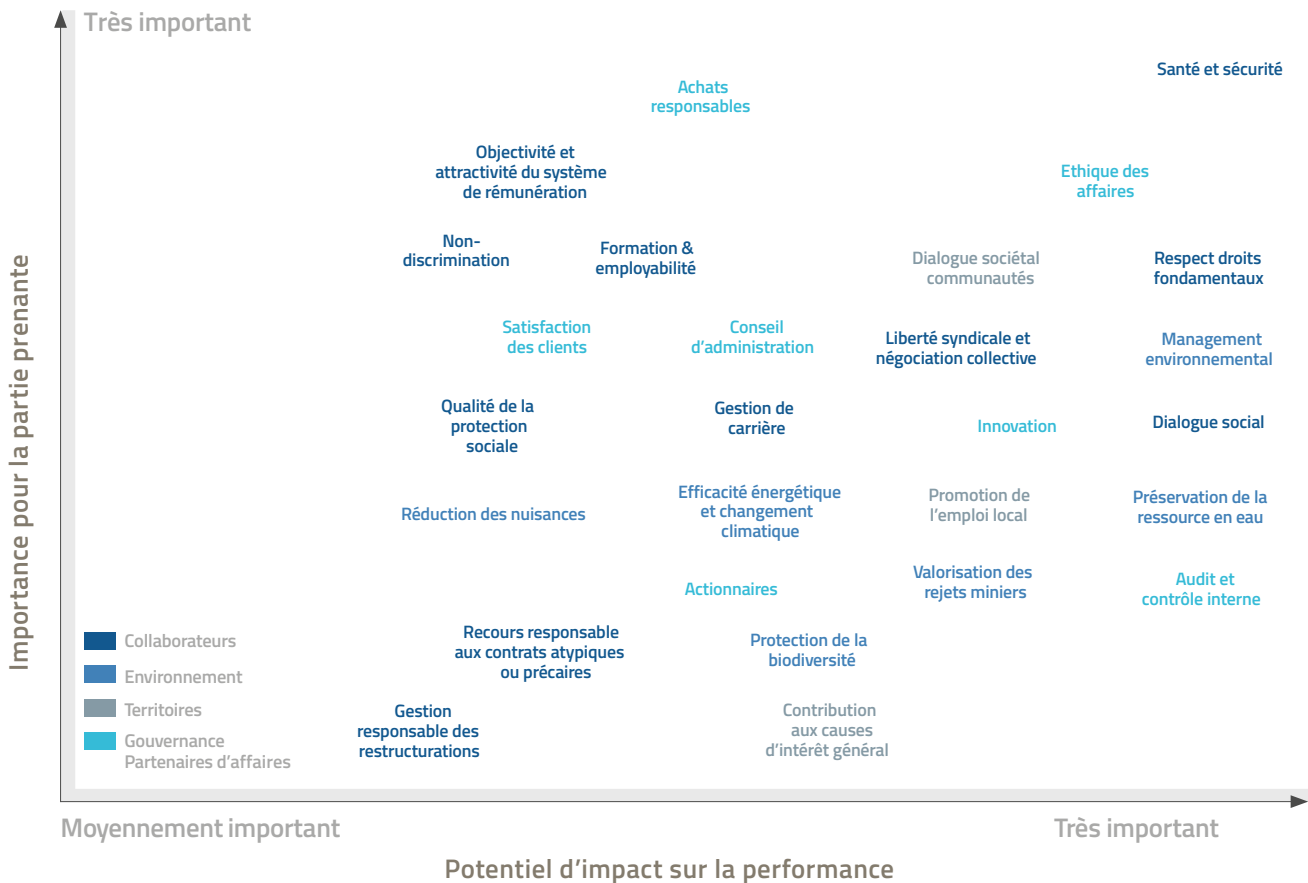 Très important
Santé et sécurité
Achats
responsables
Objectivité et
attractivité du système
de rémunération
Ethique des
affaires
Non-
discrimination
Formation &
employabilité
Dialogue sociétal
communautés
Respect droits
fondamentaux
Satisfaction
des clients
Conseil
d’administration
Liberté syndicale et
négociation collective
Management
environnemental
Qualité de la
protection
sociale
Gestion de
carrière
Innovation
Dialogue social
Réduction des nuisances
Efficacité énergétique
et changement
climatique
Promotion de
l’emploi local
Préservation de la
ressource en eau
Actionnaires
Valorisation des
rejets miniers
Audit et
contrôle interne
Recours responsable
aux contrats atypiques
ou précaires
Protection de la
biodiversité
Gestion
responsable des
restructurations
Contribution
aux causes
d’intérêt général
Collaborateurs
Environnement
Territoires
Gouvernance
Partenaires d’affaires
Importance pour la partie prenante
Moyennement important
Très important
Potentiel d’impact sur la performance